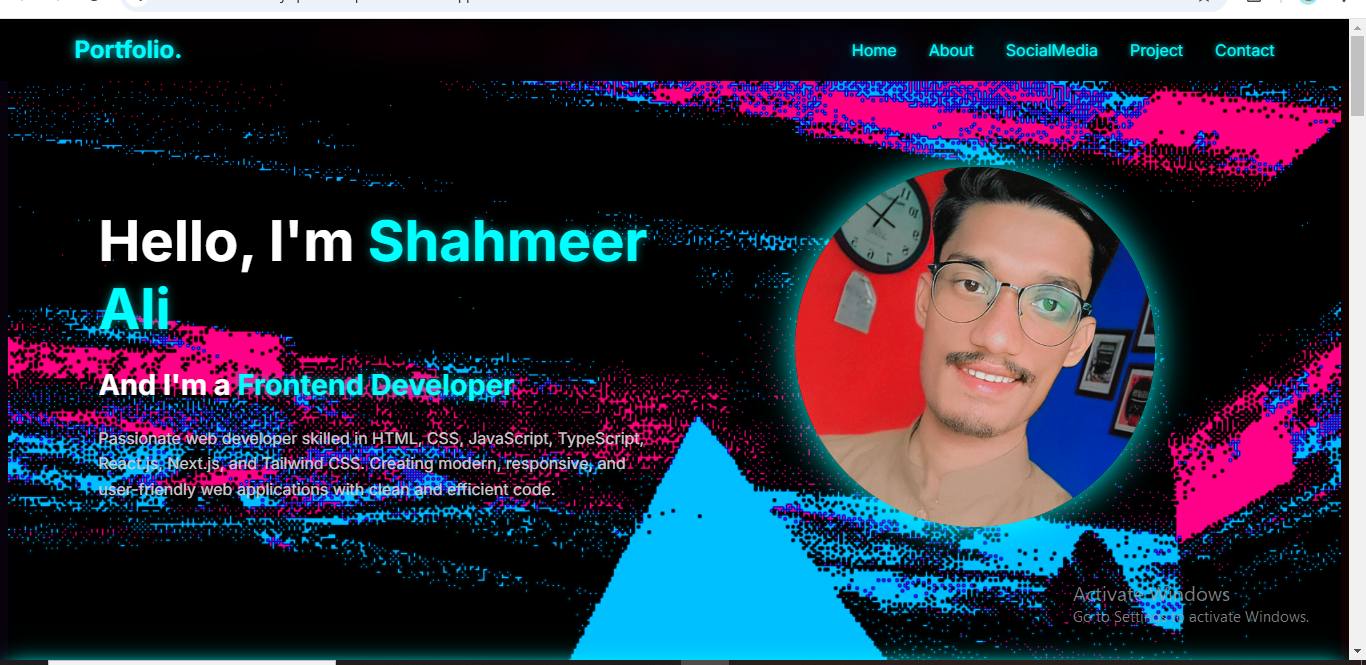 Portfolio.
Home About SocialMedia Project Contact
Hello, I'm Shahmeer
Ali
And I'm a Frontend Developer
Passionate web developer skilled in HTML, CSS, JavaScript, TypeScript,
React.js, Next.js, and Tailwind CSS. Creating modern, responsive, and
user-friendly web applications with clean and efficient code.
Activate Windows
Go to Settings to activate Windows.